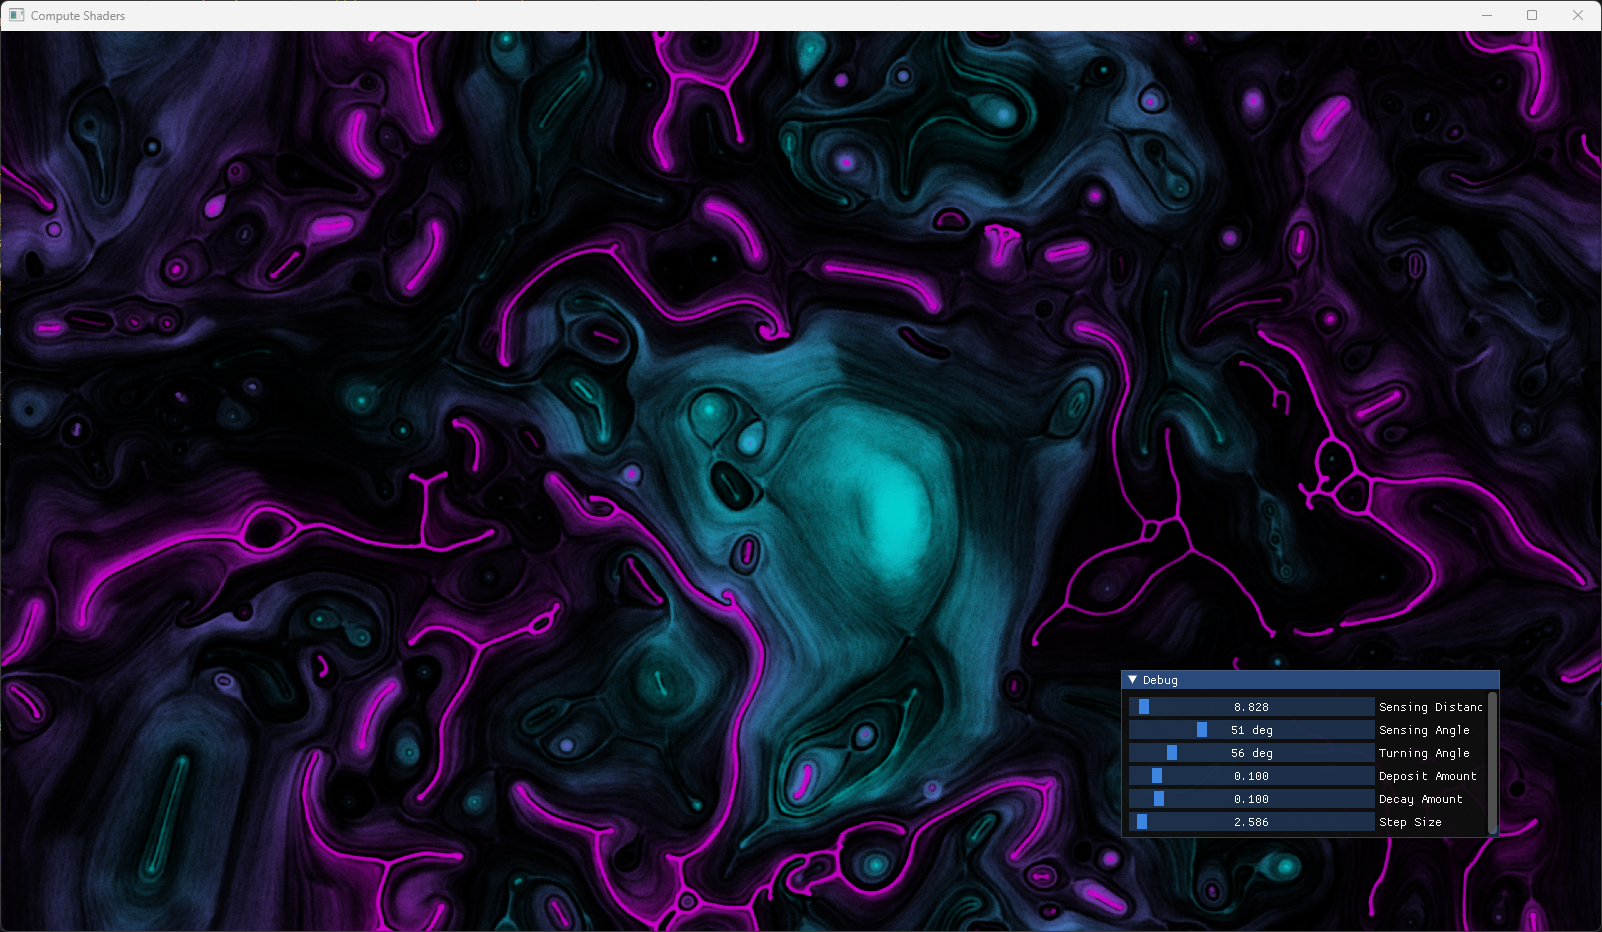 Compute Shaders
Debug
8.828 Sensing Distanc
51 deg Sensing Angle
56 deg Turning Angle
0.100 Deposit Amount
0.100 Decay Amount
2.586 Step Size